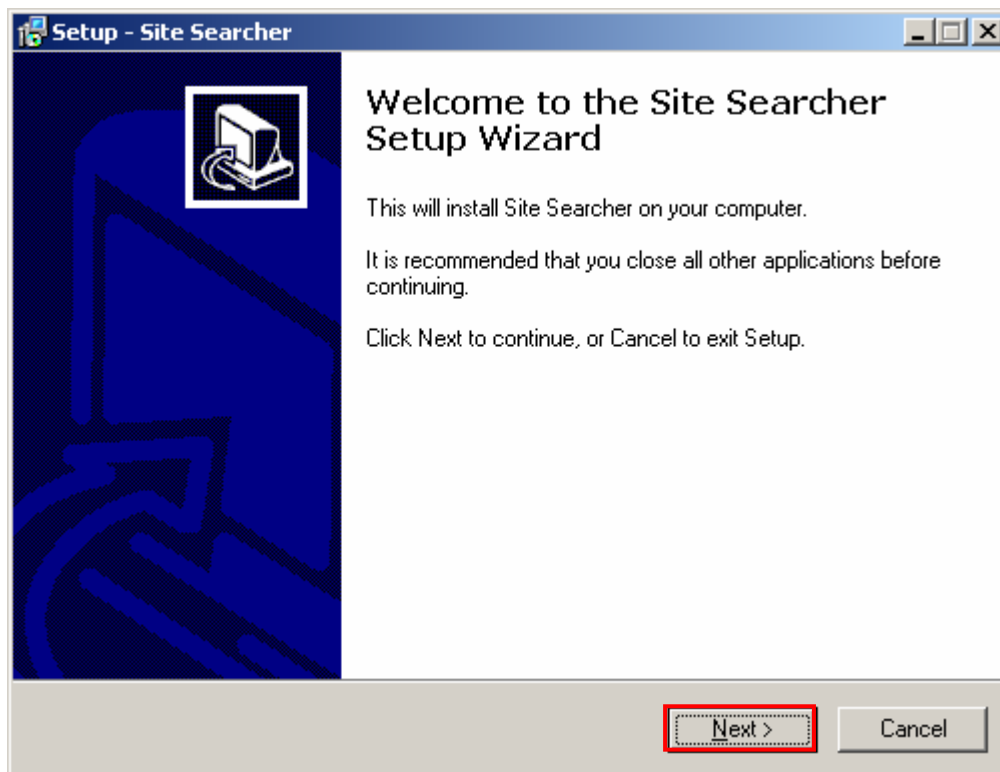 Setup - Site Searcher
Welcome to the Site Searcher
Setup Wizard
This will install Site Searcher on your computer.
It is recommended that you close all other applications before
continuing.
Click Next to continue, or Cancel to exit Setup.
Next >
Cancel